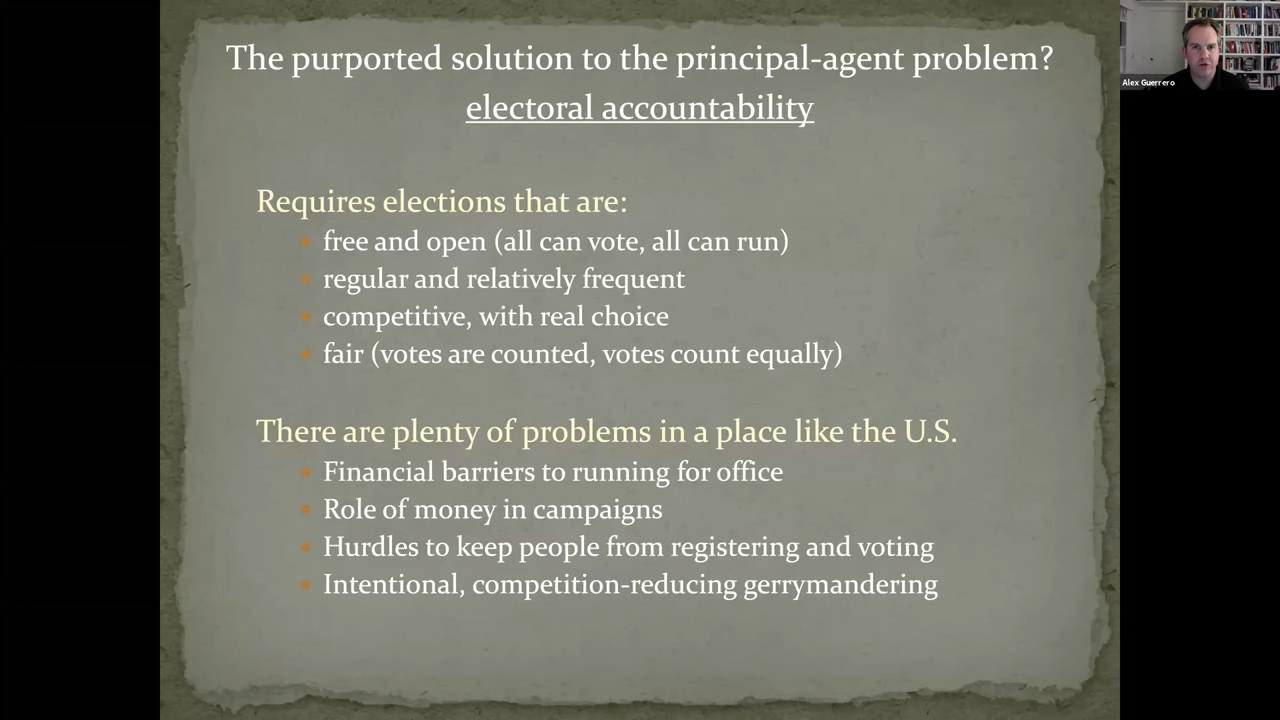 The purported solution to the principal-agent problem?
electoral accountability
Requires elections that are:
free and open (all can vote, all can run)
regular and relatively frequent
competitive, with real choice
fair (votes are counted, votes count equally)
There are plenty of problems in a place like the U.S.
Financial barriers to running for office
Role of money in campaigns
Hurdles to keep people from registering and voting
Intentional, competition-reducing gerrymandering
Alex Guerrero